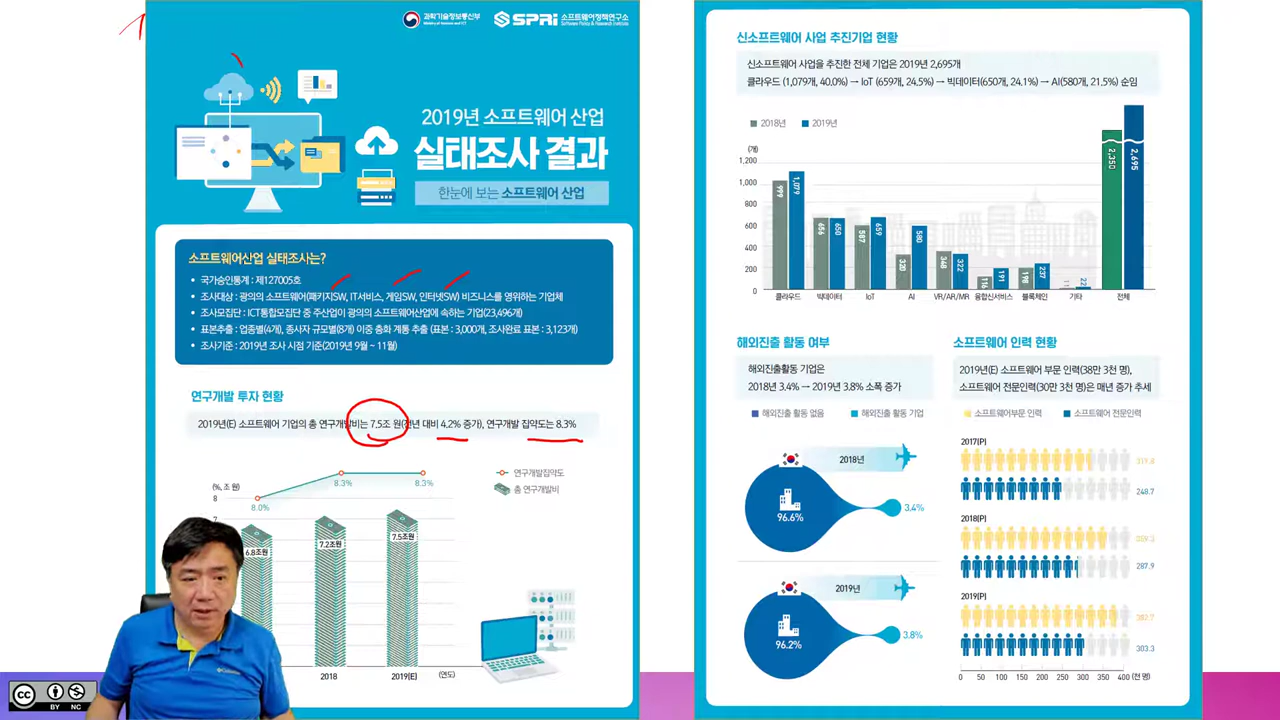 과학기술정보통신부
Ministry of Science and ICT
SPRi 소프트웨어정책연구소
Software Policy & Research Institute
2019년 소프트웨어 산업
실태조사 결과
한눈에 보는 소프트웨어 산업
소프트웨어산업 실태조사는?
• 국가승인통계 : 제127005호
• 조사대상 : 광의의 소프트웨어(패키지SW, IT서비스, 게임SW, 인터넷SW) 비즈니스를 영위하는 기업체
• 조사모집단 : ICT통합모집단 중 주산업이 광의의 소프트웨어산업에 속하는 기업(23,496개)
• 표본추출 : 업종별(4개), 종사자 규모별(8개) 이중 층화 계통 추출 (표본 : 3,000개, 조사완료 표본 : 3,123개)
• 조사기준 : 2019년 조사 시점 기준(2019년 9월 ~ 11월)
연구개발 투자 현황
2019년(E) 소프트웨어 기업의 총 연구개발비는 7.5조 원(전년 대비 4.2% 증가), 연구개발 집약도는 8.3%
(%, 조 원)
연구개발집약도
총 연구개발비
8
7
8.0%
8.3%
8.3%
6.8조원
7.2조원
7.5조원
2018
2019(E)
(연도)
신소프트웨어 사업 추진기업 현황
신소프트웨어 사업을 추진한 전체 기업은 2019년 2,695개
클라우드 (1,079개, 40.0%) → IoT (659개, 24.5%) → 빅데이터(650개, 24.1%) → AI(580개, 21.5%) 순임
2018년
2019년
(개)
1,200
1,000
800
600
400
200
0
999
1,079
656
650
587
659
320
580
348
322
116
191
198
237
22
2,350
2,695
클라우드
빅데이터
IoT
AI
VR/AR/MR
융합신서비스
블록체인
기타
전체
해외진출 활동 여부
해외진출활동 기업은
2018년 3.4% → 2019년 3.8% 소폭 증가
해외진출 활동 없음
해외진출 활동 기업
2018년
96.6%
3.4%
2019년
96.2%
3.8%
소프트웨어 인력 현황
2019년(E) 소프트웨어 부문 인력(38만 3천 명),
소프트웨어 전문인력(30만 3천 명)은 매년 증가 추세
소프트웨어부문 인력
소프트웨어 전문인력
2017(P)
319.4
248.7
2018(P)
287.9
2019(P)
382.7
303.3
0 50 100 150 200 250 300 350 400 (천 명)
cc
BY NC